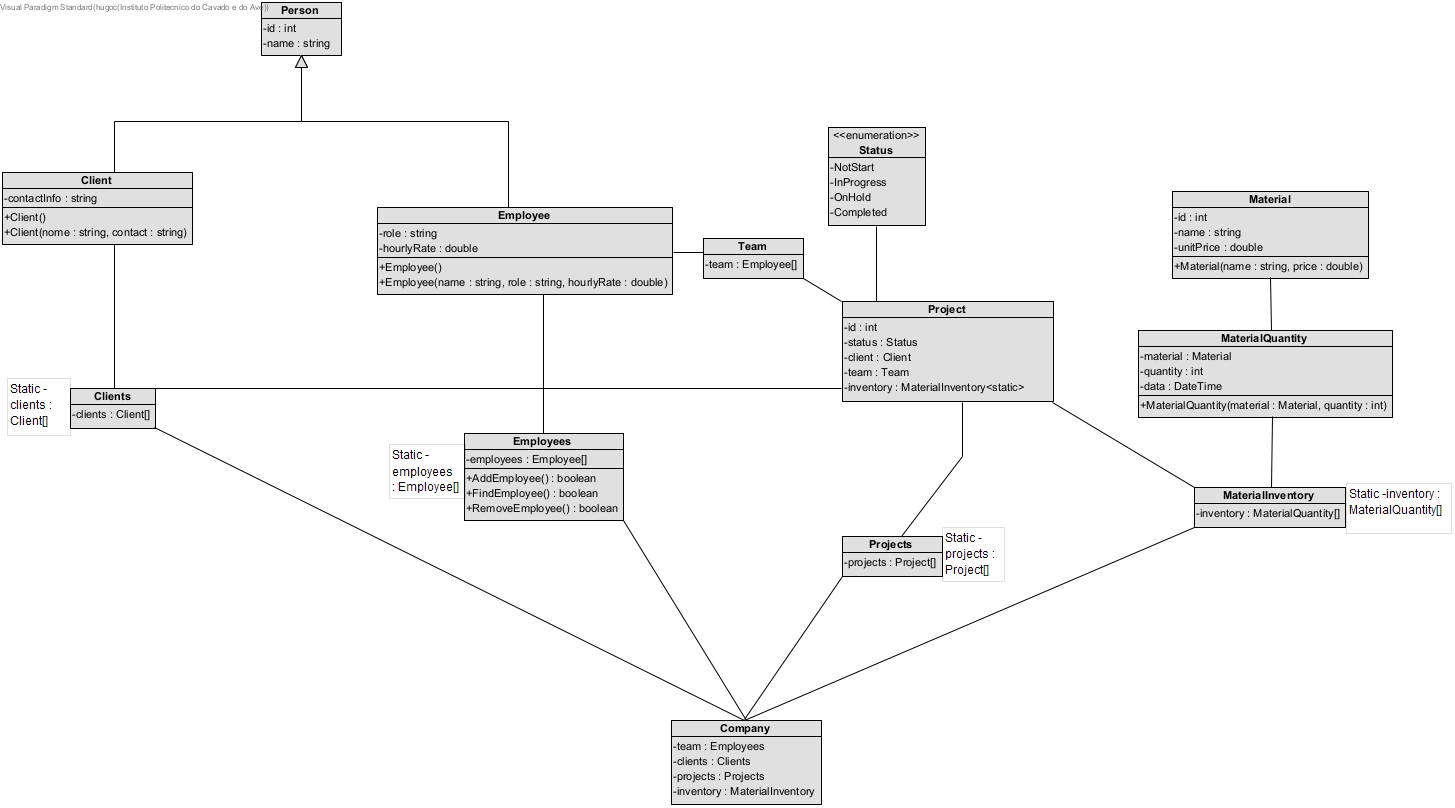 Visual Paradigm Standard(hugoc(Instituto Politecnico do Cavado e do Ave))
Person
-id : int
-name : string
<<enumeration>>
Status
-NotStart
-InProgress
-OnHold
-Completed
Client
-contactInfo : string
+Client()
+Client(nome : string, contact : string)
Employee
-role : string
-hourlyRate : double
+Employee()
+Employee(name : string, role : string, hourlyRate : double)
Team
-team : Employee[]
Material
-id : int
-name : string
-unitPrice : double
+Material(name : string, price : double)
Project
-id : int
-status : Status
-client : Client
-team : Team
-inventory : MaterialInventory<static>
MaterialQuantity
-material : Material
-quantity : int
-data : DateTime
+MaterialQuantity(material : Material, quantity : int)
Static -
clients :
Client[]
Clients
-clients : Client[]
Static -
employees
: Employee[]
Employees
-employees : Employee[]
+AddEmployee() : boolean
+FindEmployee() : boolean
+RemoveEmployee() : boolean
MaterialInventory
-inventory : MaterialQuantity[]
Static -inventory :
MaterialQuantity[]
Projects
-projects : Project[]
Static -
projects :
Project[]
Company
-team : Employees
-clients : Clients
-projects : Projects
-inventory : MaterialInventory